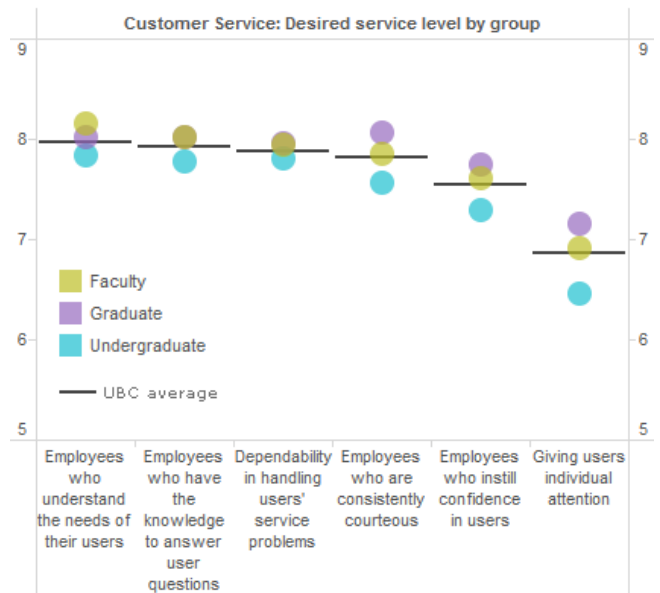 Customer Service: Desired service level by group
9
8
7
6
5
9
8
7
6
5
Faculty
Graduate
Undergraduate
UBC average
Employees
who
understand
the needs of
their users
Employees
who have
the
knowledge
to answer
user
questions
Dependability
in handling
users'
service
problems
Employees
who are
consistently
courteous
Employees
who instill
confidence
in users
Giving users
individual
attention